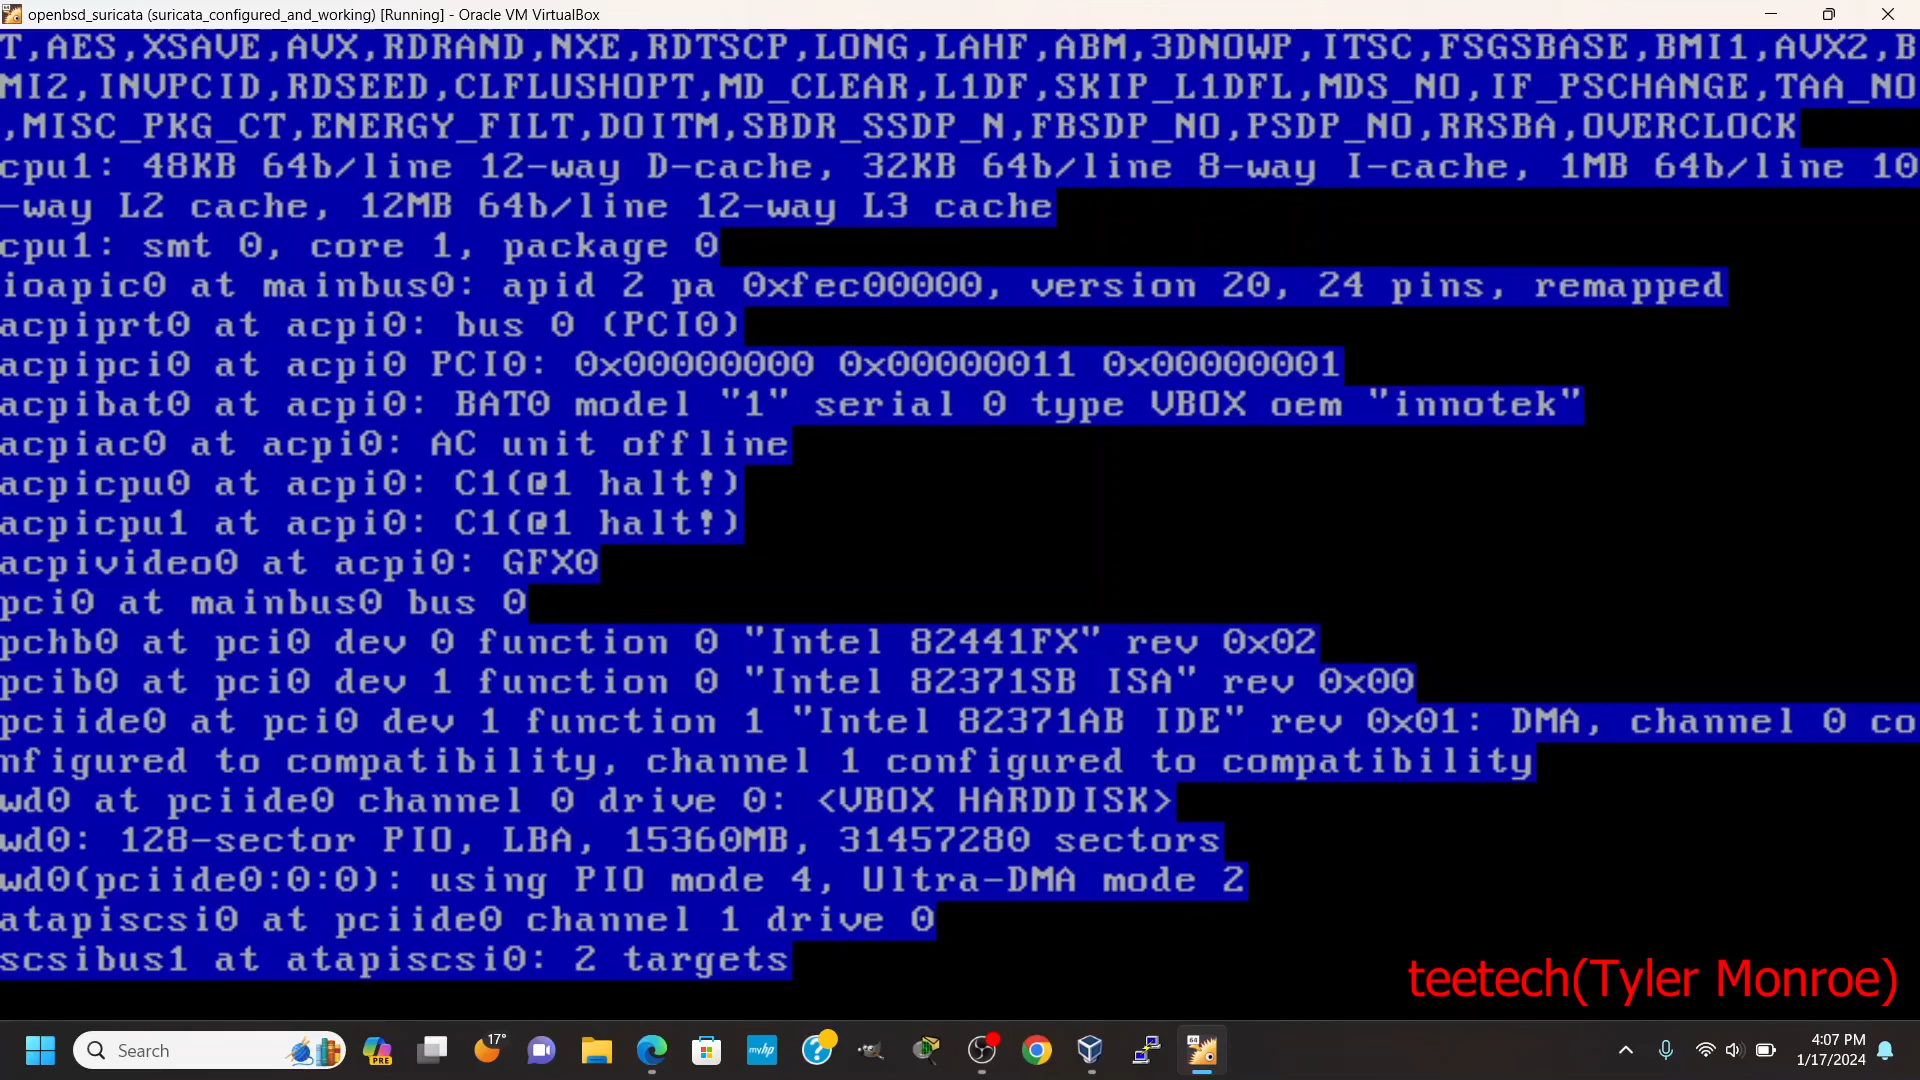 openbsd_suricata (suricata_configured_and_working) [Running] - Oracle VM VirtualBox
T,AES,XSAVE,AVX,RDRAND,NXE,RDTSCP,LONG,LAHF,ABM,3DNOWP,ITSC,FSGSBASE,BMI1,AVX2,B
MI2,INVPCID,RDSEED,CLFLUSHOPT,MD_CLEAR,L1DF,SKIP_L1DFL,MDS_NO,IF_PSCHANGE,TAA_NO
,MISC_PKG_CT,ENERGY_FILT,DOITM,SBDR_SSDP_N,FBSDP_NO,PSDP_NO,RRSBA,OVERCLOCK
cpu1: 48KB 64b/line 12-way D-cache, 32KB 64b/line 8-way I-cache, 1MB 64b/line 10
-way L2 cache, 12MB 64b/line 12-way L3 cache
cpu1: smt 0, core 1, package 0
ioapic0 at mainbus0: apid 2 pa 0xfec00000, version 20, 24 pins, remapped
acpiprt0 at acpi0: bus 0 (PCI0)
acpipci0 at acpi0 PCI0: 0x00000000 0x00000011 0x00000001
acpibat0 at acpi0: BAT0 model "1" serial 0 type VBOX oem "innotek"
acpiac0 at acpi0: AC unit offline
acpicpu0 at acpi0: C1(@1 halt!)
acpicpu1 at acpi0: C1(@1 halt!)
acpivideo0 at acpi0: GFX0
pci0 at mainbus0 bus 0
pchb0 at pci0 dev 0 function 0 "Intel 82441FX" rev 0x02
pcib0 at pci0 dev 1 function 0 "Intel 82371SB ISA" rev 0x00
pciide0 at pci0 dev 1 function 1 "Intel 82371AB IDE" rev 0x01: DMA, channel 0 co
nfigured to compatibility, channel 1 configured to compatibility
wd0 at pciide0 channel 0 drive 0: <VBOX HARDDISK>
wd0: 128-sector PIO, LBA, 15360MB, 31457280 sectors
wd0(pciide0:0:0): using PIO mode 4, Ultra-DMA mode 2
atapiscsi0 at pciide0 channel 1 drive 0
scsibus1 at atapiscsi0: 2 targets
teetech(Tyler Monroe)
Search
PRE
17°
myhp
64
4:07 PM
1/17/2024